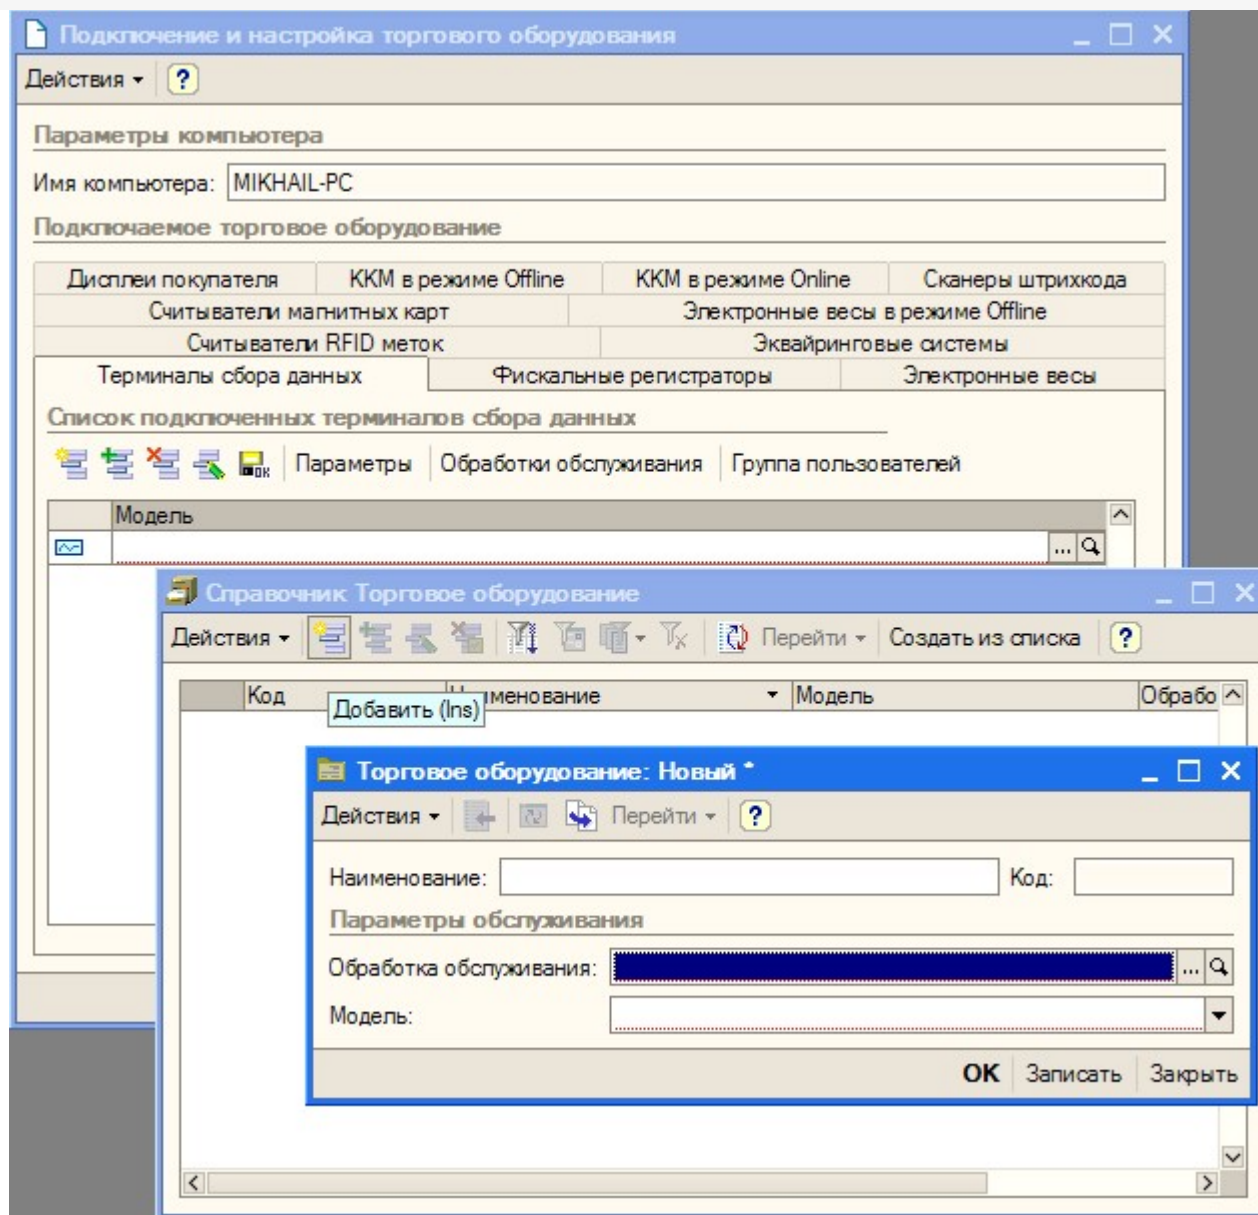 Подключение и настройка торгового оборудования
Действия
?
Параметры компьютера
Имя компьютера: MIKHAIL-PC
Подключаемое торговое оборудование
Дисплеи покупателя ККМ в режиме Offline ККМ в режиме Online Сканеры штрихкода
Считыватели магнитных карт Электронные весы в режиме Offline
Считыватели RFID меток Эквайринговые системы
Терминалы сбора данных Фискальные регистраторы Электронные весы
Список подключенных терминалов сбора данных
OK Параметры Обработки обслуживания Группа пользователей
Модель
...
Справочник Торговое оборудование
Действия Перейти Создать из списка ?
Код именование Модель Обрабо
Добавить (Ins)
Торговое оборудование: Новый *
Действия Перейти ?
Наименование: Код:
Параметры обслуживания
Обработка обслуживания: ...
Модель:
OK Записать Закрыть